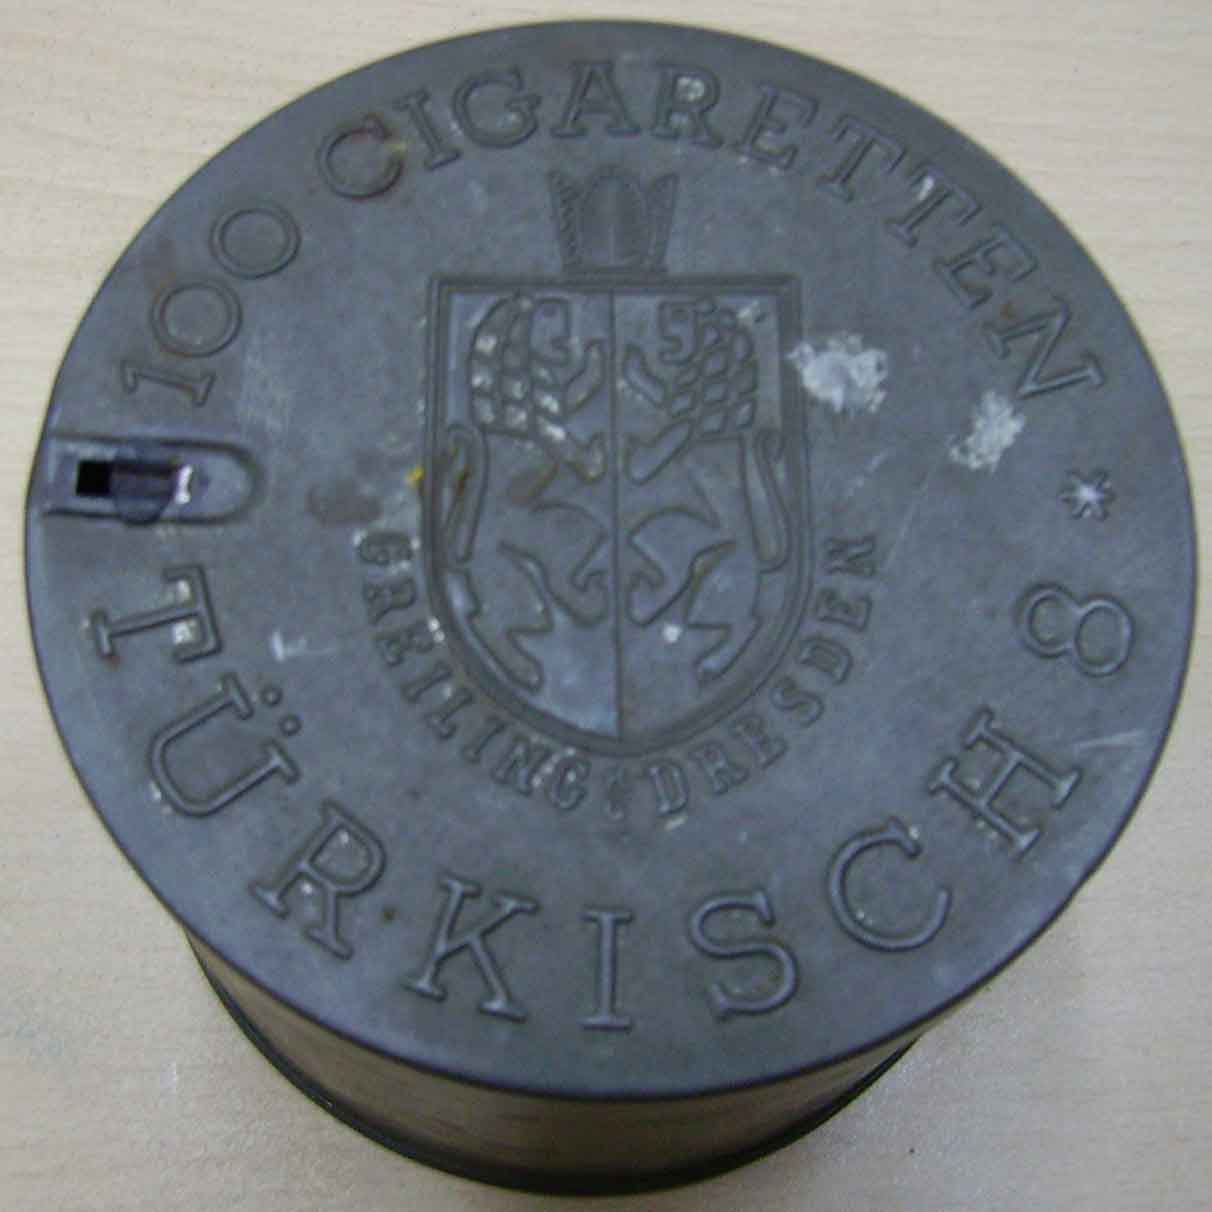 100 CIGARETTEN *
TÜRKISCH 8
GREILING DRESDEN